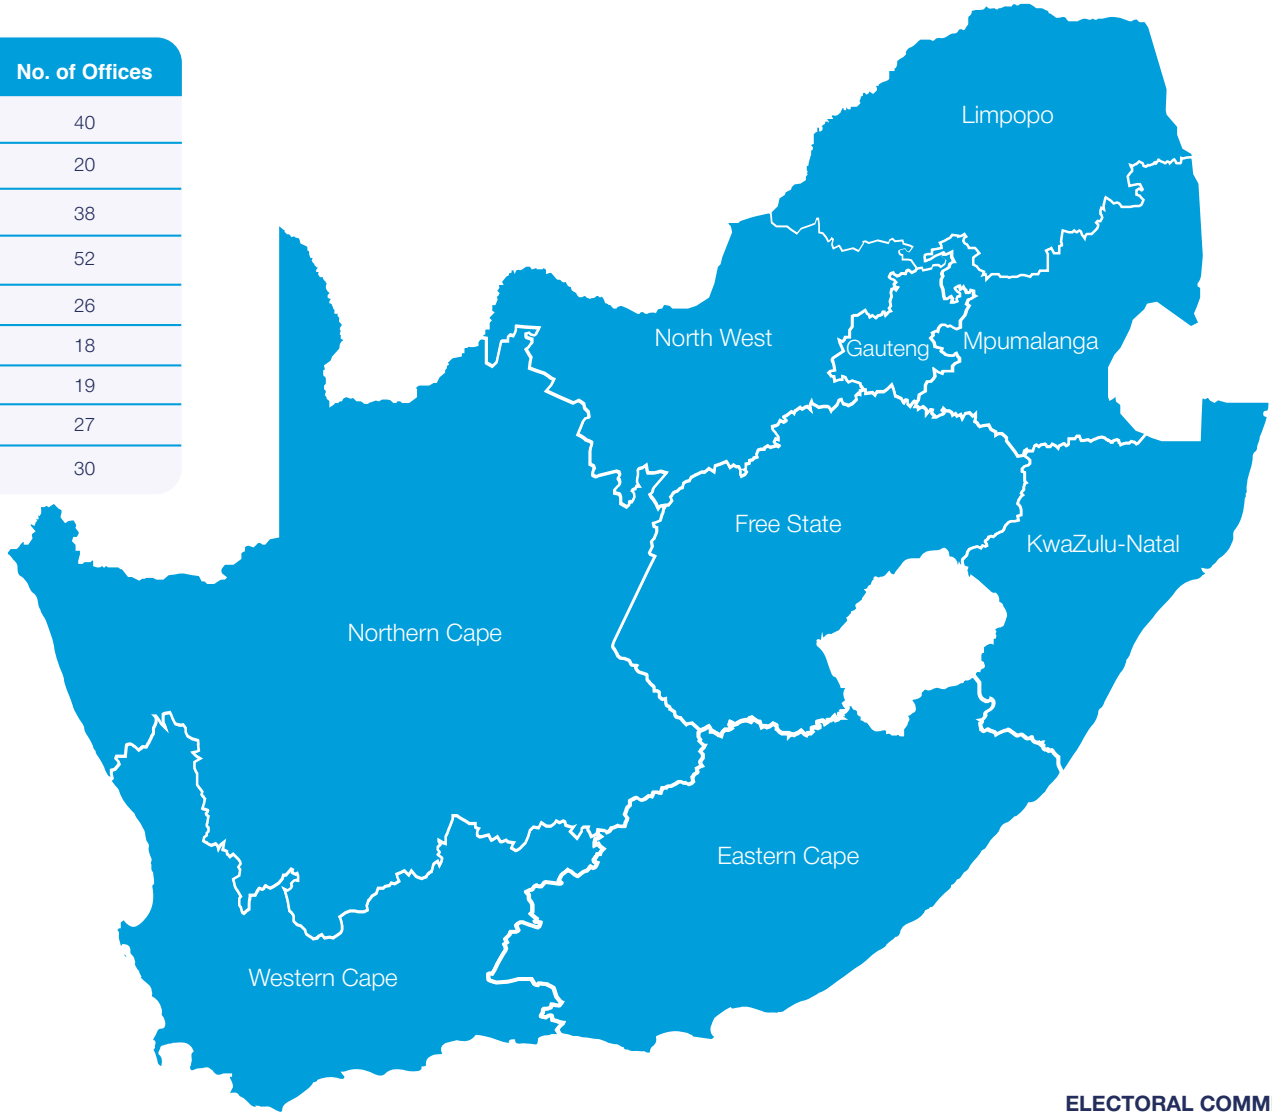 No. of Offices
40
20
38
52
26
18
19
27
30
Limpopo
North West
Gauteng
Mpumalanga
Free State
KwaZulu-Natal
Northern Cape
Eastern Cape
Western Cape
ELECTORAL COMM